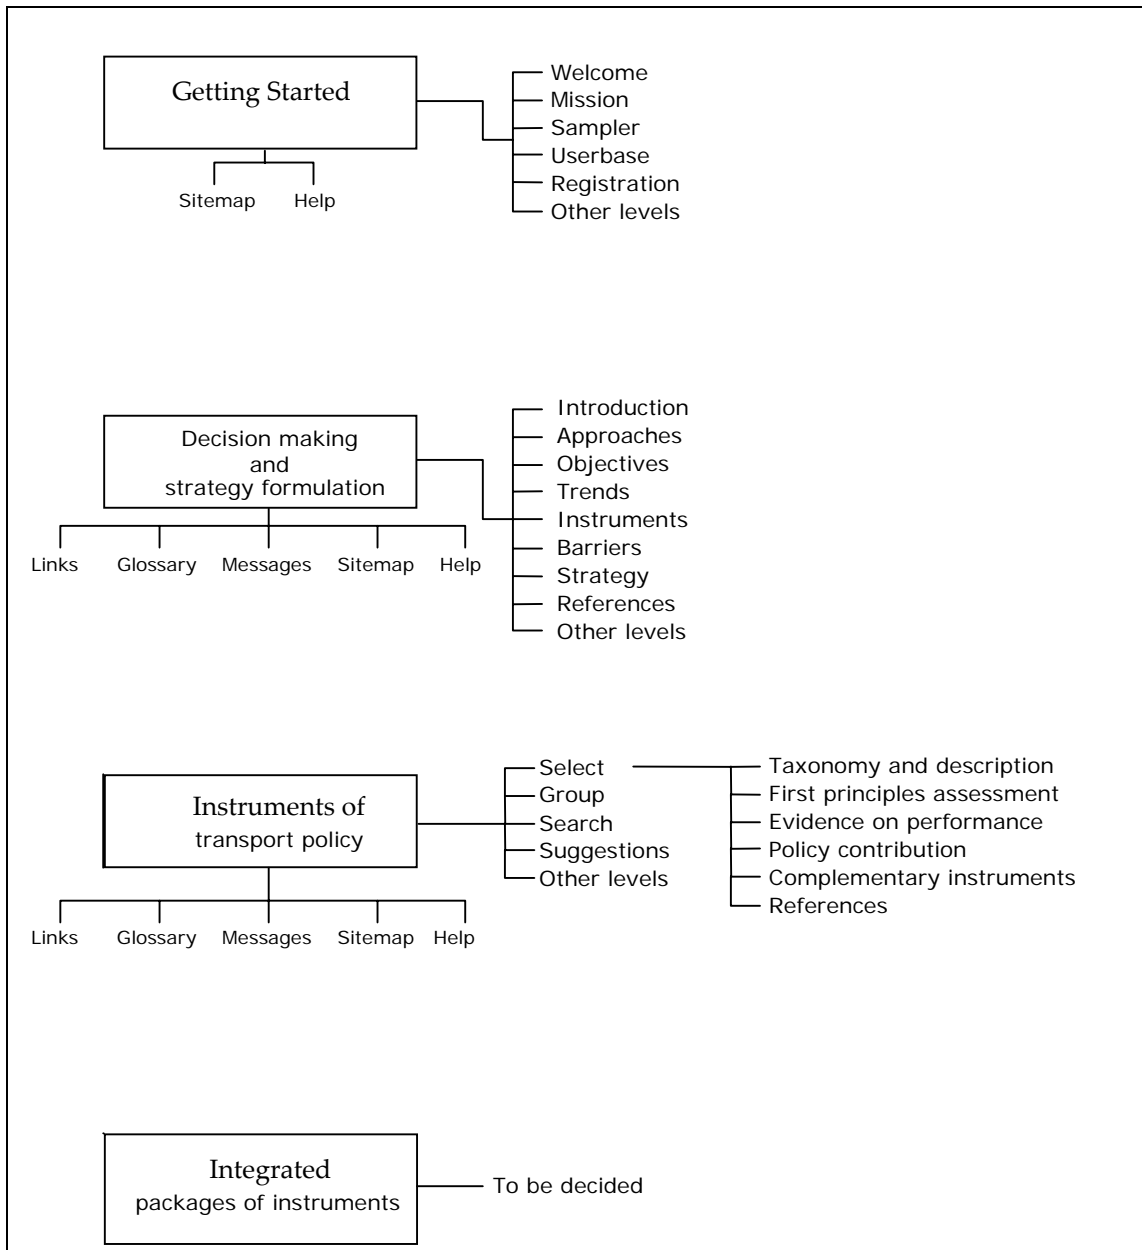 Getting Started
Welcome
Mission
Sampler
Userbase
Registration
Other levels
Sitemap
Help
Decision making
and
strategy formulation
Introduction
Approaches
Objectives
Trends
Instruments
Barriers
Strategy
References
Other levels
Links
Glossary
Messages
Sitemap
Help
Instruments of
transport policy
Select
Group
Search
Suggestions
Other levels
Taxonomy and description
First principles assessment
Evidence on performance
Policy contribution
Complementary instruments
References
Links
Glossary
Messages
Sitemap
Help
Integrated
packages of instruments
To be decided